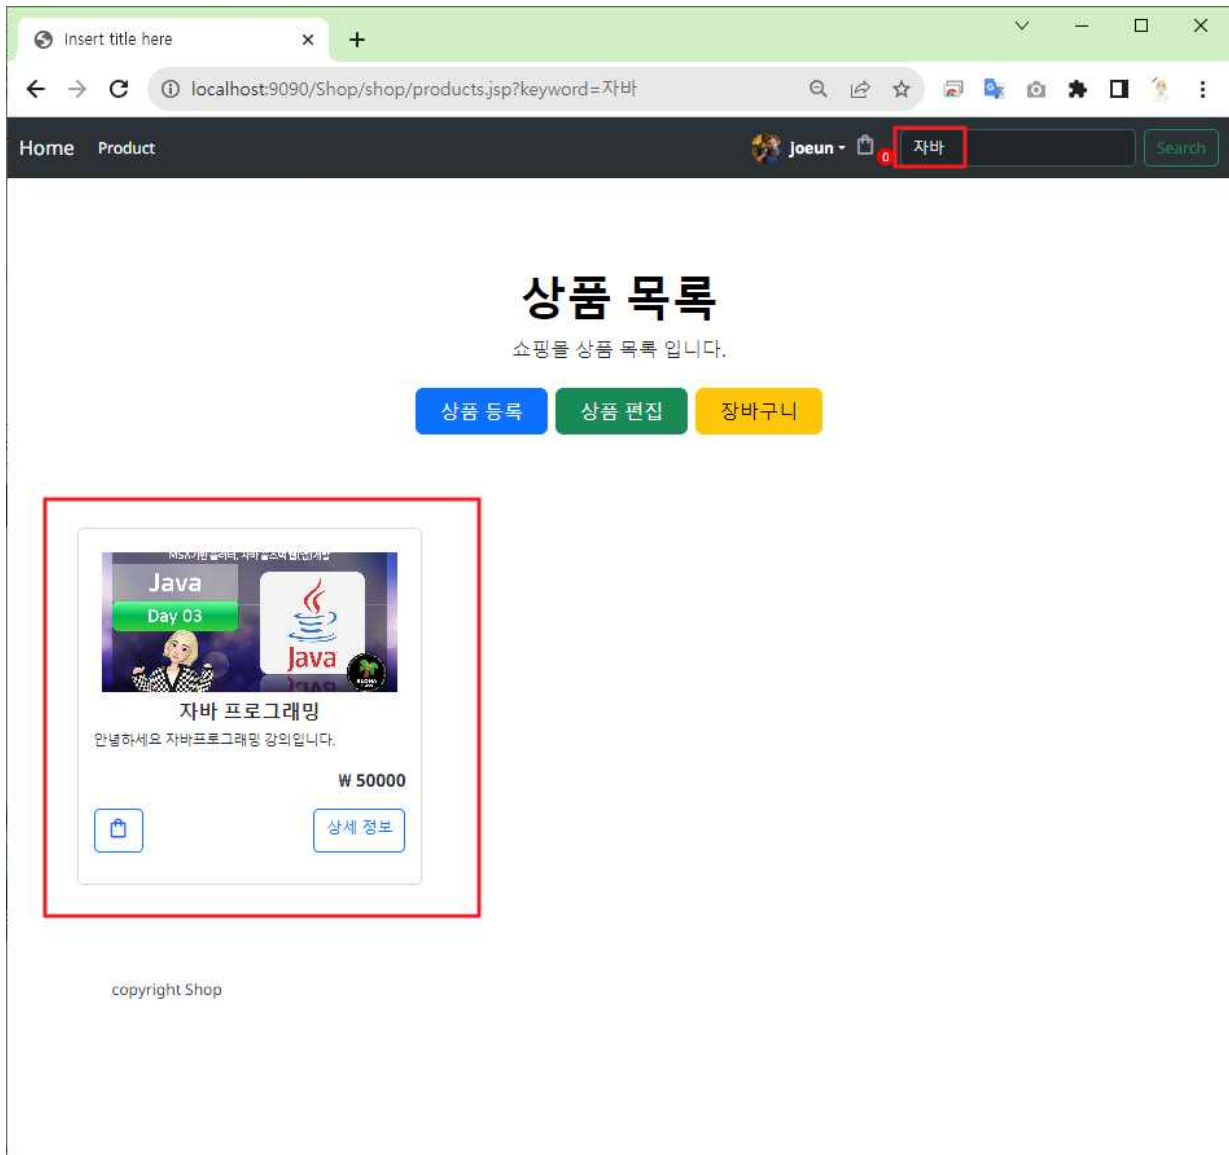 Insert title here
localhost:9090/Shop/shop/products.jsp?keyword=자바
Home Product joeun 0 자바 Search
상품 목록
쇼핑몰 상품 목록 입니다.
상품 등록 상품 편집 장바구니
Java
Day 03
Java
자바 프로그래밍
안녕하세요 자바프로그래밍 강의입니다.
₩ 50000
상세 정보
copyright Shop